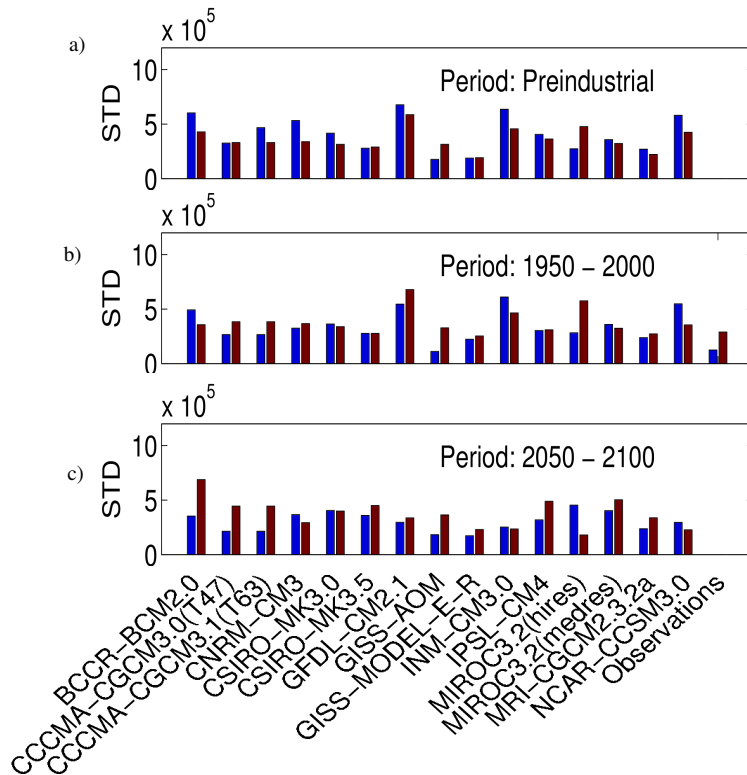 a)
x 10^5
10
5
0
STD
Period: Preindustrial
b)
x 10^5
10
5
0
STD
Period: 1950 − 2000
c)
x 10^5
10
5
0
STD
Period: 2050 − 2100
BCCR−BCM2.0
CCCMA−CGCM3.0(T47)
CCCMA−CGCM3.1(T63)
CNRM−CM3
CSIRO−MK3.0
CSIRO−MK3.5
GFDL−CM2.1
GISS−AOM
GISS−MODEL−E−R
INM−CM3.0
IPSL−CM4
MIROC3.2(hires)
MIROC3.2(medres)
MRI−CGCM2.3.2a
NCAR−CCSM3.0
Observations